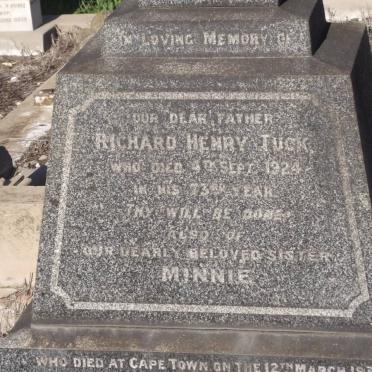 IN LOVING MEMORY OF
OUR DEAR FATHER
RICHARD HENRY TUCK,
WHO DIED 4TH SEPT. 1924
IN HIS 73RD YEAR
"THY WILL BE DONE"
ALSO OF
OUR DEARLY BELOVED SISTER
MINNIE
WHO DIED AT CAPE TOWN ON THE 12TH MARCH